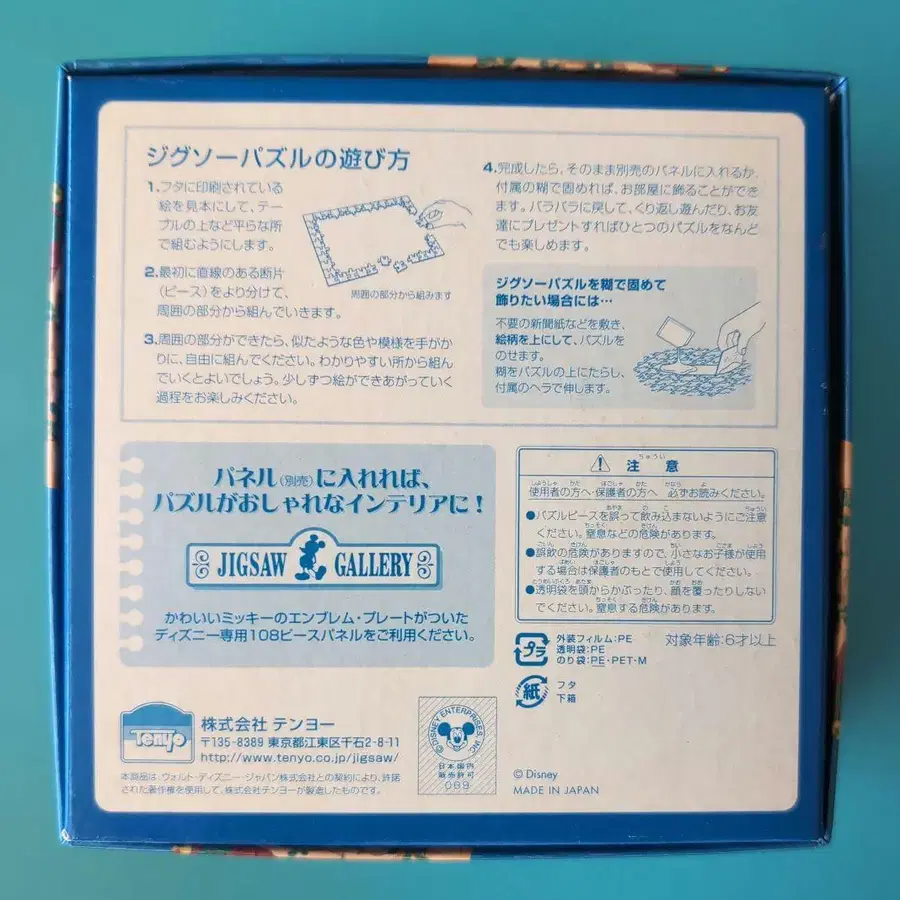 ジグソーパズルの遊び方
1.フタに印刷されている
絵を見本にして、テー
ブルの上など平らな所
で組むようにします。
2.最初に直線のある断片
(ピース)をより分けて、
周囲の部分から組んでいきます。
周囲の部分から組みます
3.周囲の部分ができたら、似たような色や模様を手がか
りに、自由に組んでください。わかりやすい所から組ん
でいくとよいでしょう。少しずつ絵ができあがっていく
過程をお楽しみください。
4.完成したら、そのまま別売のパネルに入れるか、
付属の糊で固めれば、お部屋に飾ることができ
ます。バラバラに戻して、くり返し遊んだり、お友
達にプレゼントすればひとつのパズルをなんど
でも楽しめます。
ジグソーパズルを糊で固めて
飾りたい場合には…
不要の新聞紙などを敷き、
絵柄を上にして、パズルを
のせます。
糊をパズルの上にたらし、
付属のヘラで伸します。
パネル(別売)に入れれば、
パズルがおしゃれなインテリアに!
JIGSAW GALLERY
かわいいミッキーのエンブレム・プレートがついた
ディズニー専用108ピースパネルをご利用ください。
注意
使用者の方へ・保護者の方へ 必ずお読みください。
●パズルピースを誤って飲み込まないようにご注意
ください。窒息などの危険があります。
●誤飲の危険がありますので、小さなお子様が使用
する場合は保護者のもとで使用してください。
●透明袋を頭からかぶったり、顔を覆ったりしない
でください。窒息する危険があります。
プラ
外装フィルム:PE
透明袋:PE
のり袋:PE・PET・M
対象年齢:6才以上
紙
フタ
下箱
Tenyo
株式会社 テンヨー
〒135-8389 東京都江東区千石2-8-11
http://www.tenyo.co.jp/jigsaw/
本商品は、ウォルト・ディズニー・ジャパン株式会社との契約により、許諾
された著作権を使用して、株式会社テンヨーが製造したものです。
© DISNEY ENTERPRISES, INC.
日本国内
販売許可
089
© Disney
MADE IN JAPAN